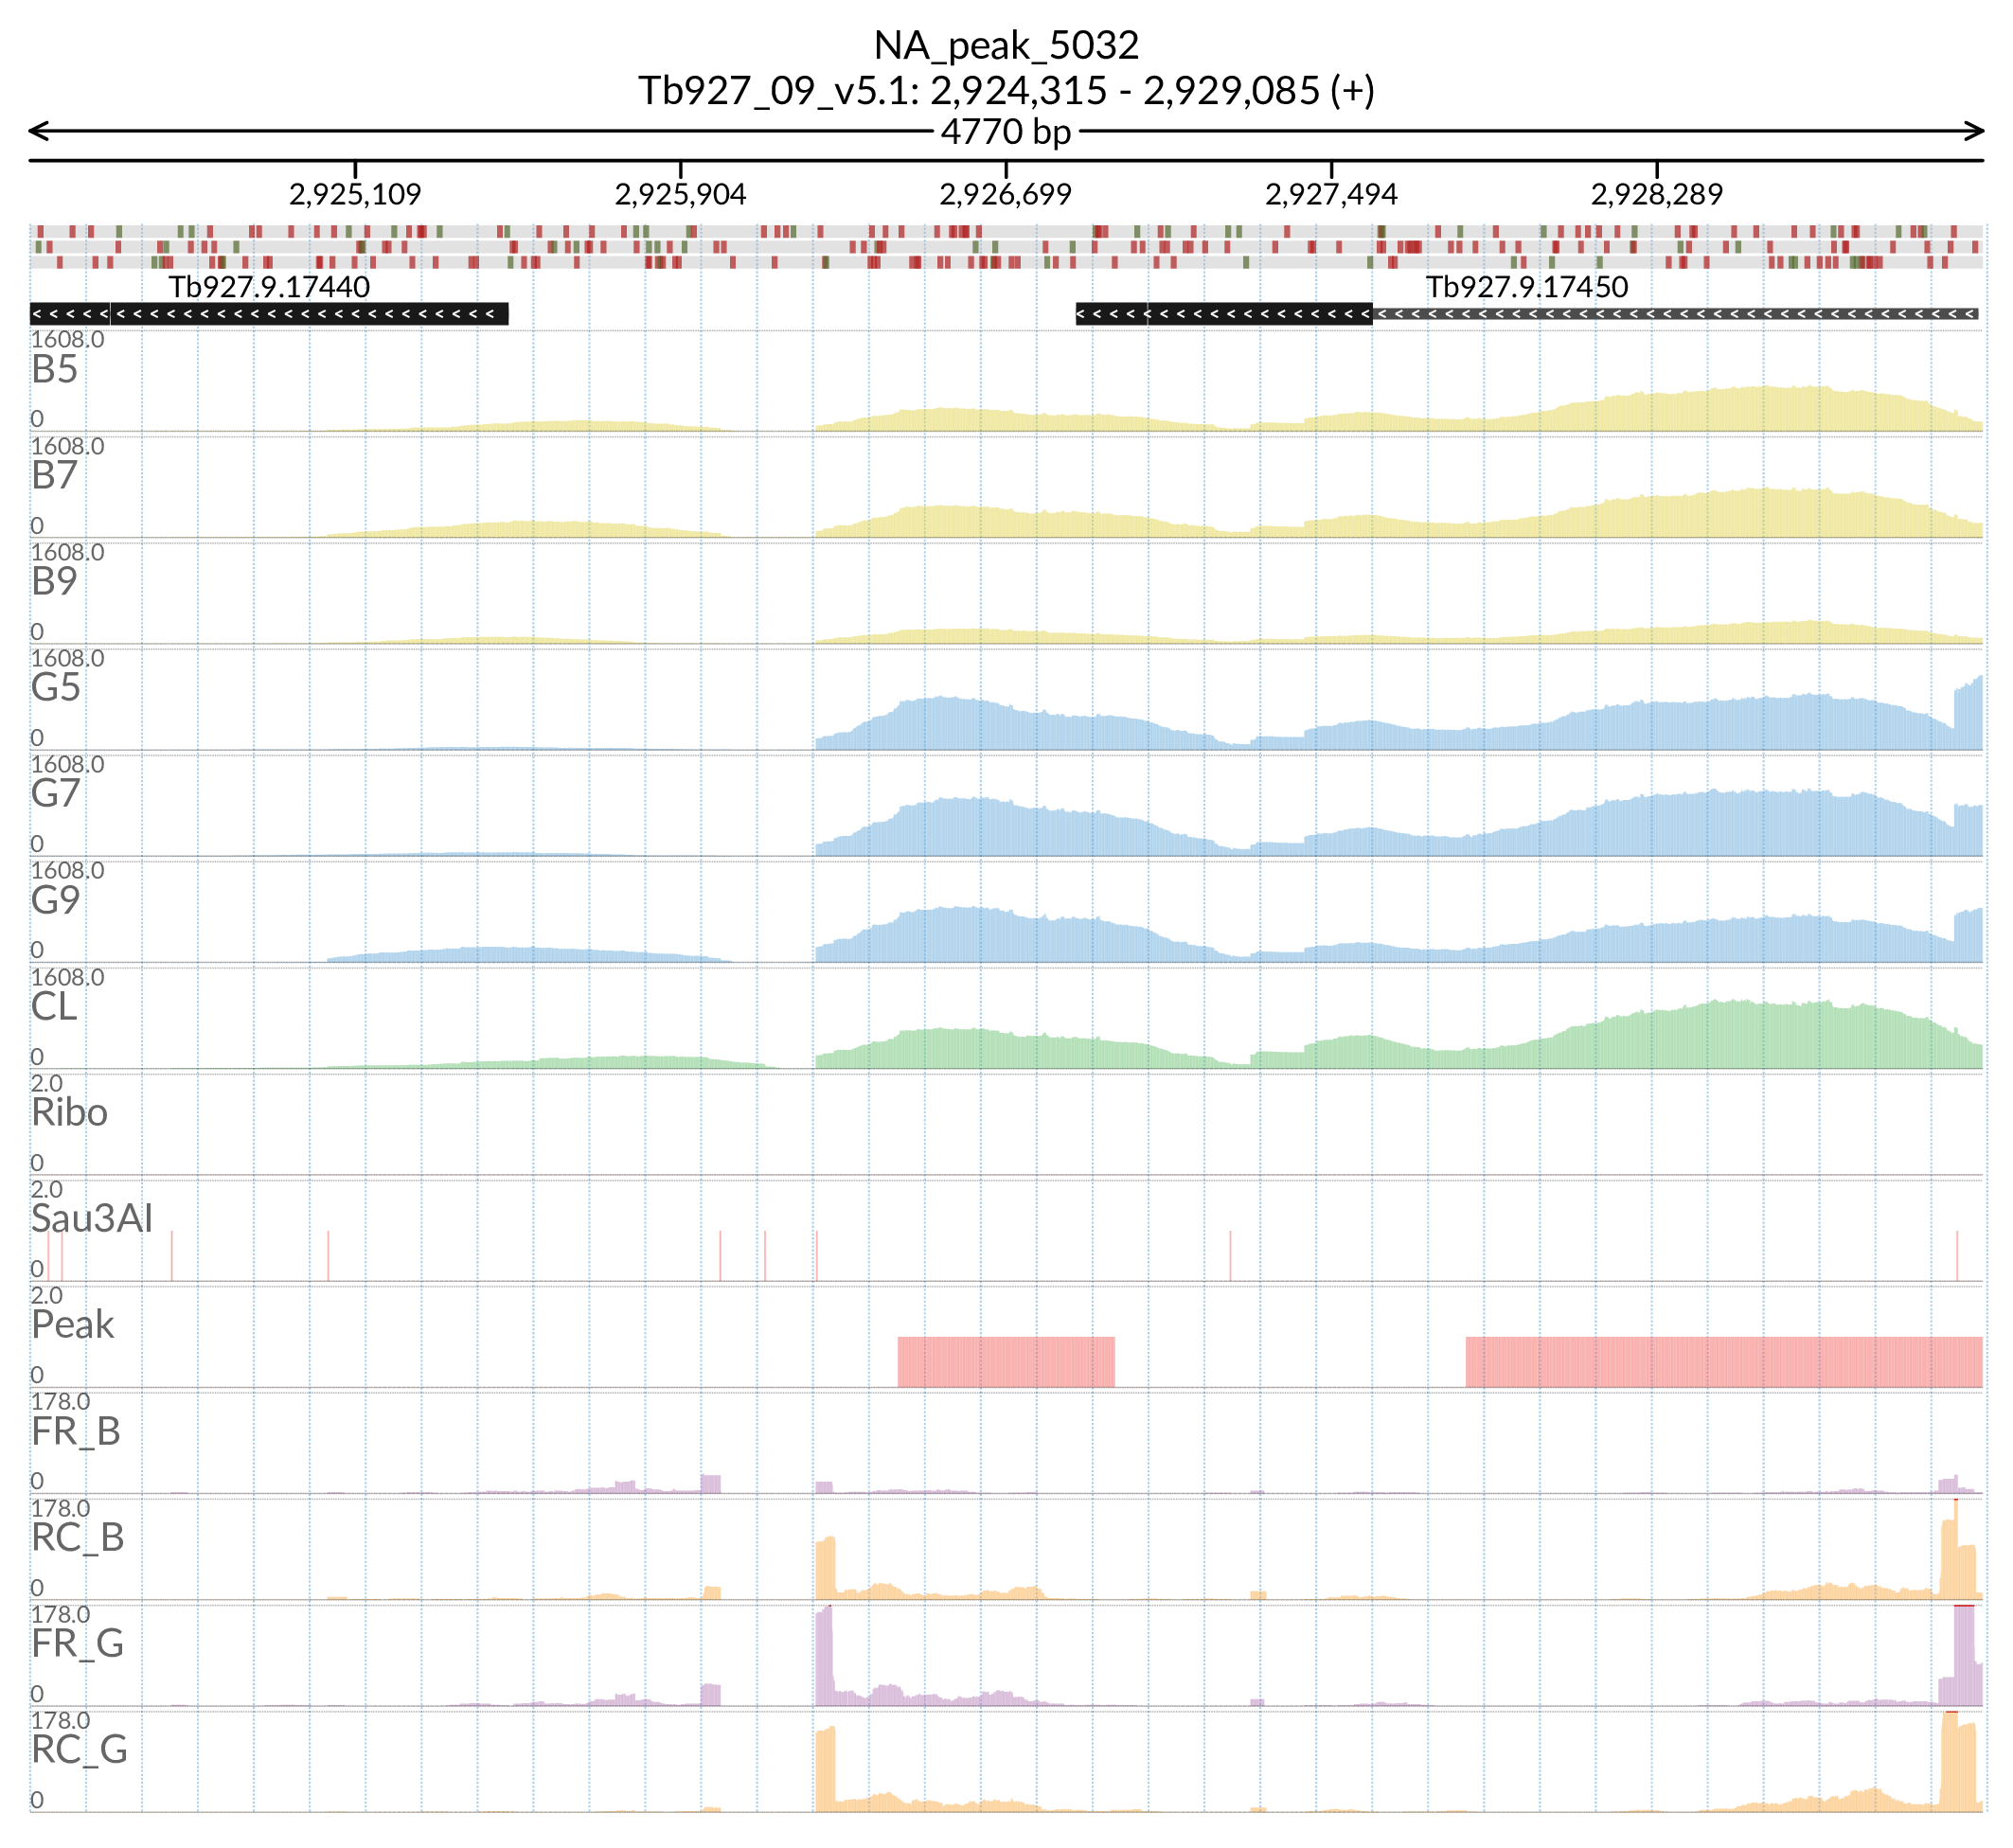 NA_peak_5032
Tb927_09_v5.1: 2,924,315 - 2,929,085 (+)
4770 bp
2,925,109 2,925,904 2,926,699 2,927,494 2,928,289
Tb927.9.17440 Tb927.9.17450
1608.0
B5
0
1608.0
B7
0
1608.0
B9
0
1608.0
G5
0
1608.0
G7
0
1608.0
G9
0
1608.0
CL
0
2.0
Ribo
0
2.0
Sau3AI
0
2.0
Peak
0
178.0
FR_B
0
178.0
RC_B
0
178.0
FR_G
0
178.0
RC_G
0